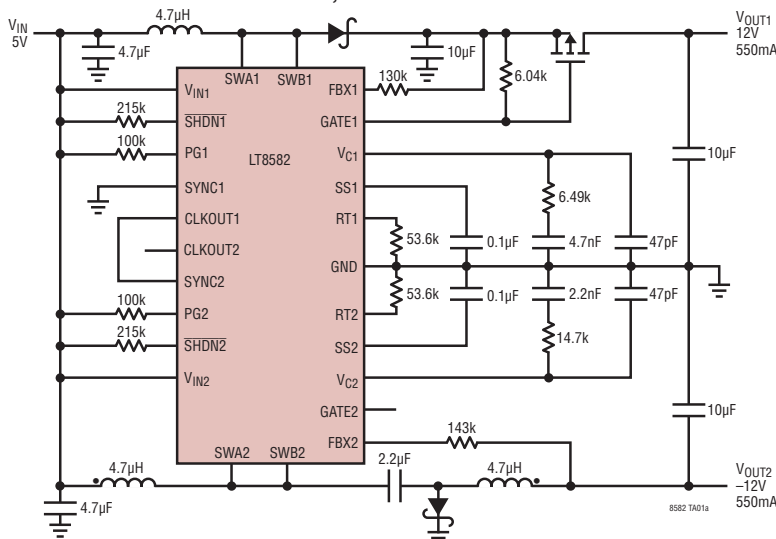 4.7µH
V_IN
5V
4.7µF
10µF
V_OUT1
12V
550mA
SWA1
SWB1
V_IN1
FBX1
130k
6.04k
215k
SHDN1
GATE1
100k
PG1
LT8582
V_C1
10µF
SYNC1
SS1
6.49k
CLKOUT1
RT1
53.6k
0.1µF
4.7nF
47pF
CLKOUT2
GND
SYNC2
53.6k
0.1µF
2.2nF
47pF
100k
PG2
RT2
215k
SHDN2
SS2
14.7k
V_IN2
V_C2
GATE2
10µF
FBX2
143k
SWA2
SWB2
4.7µH
2.2µF
4.7µH
V_OUT2
–12V
550mA
4.7µF
8582 TA01a